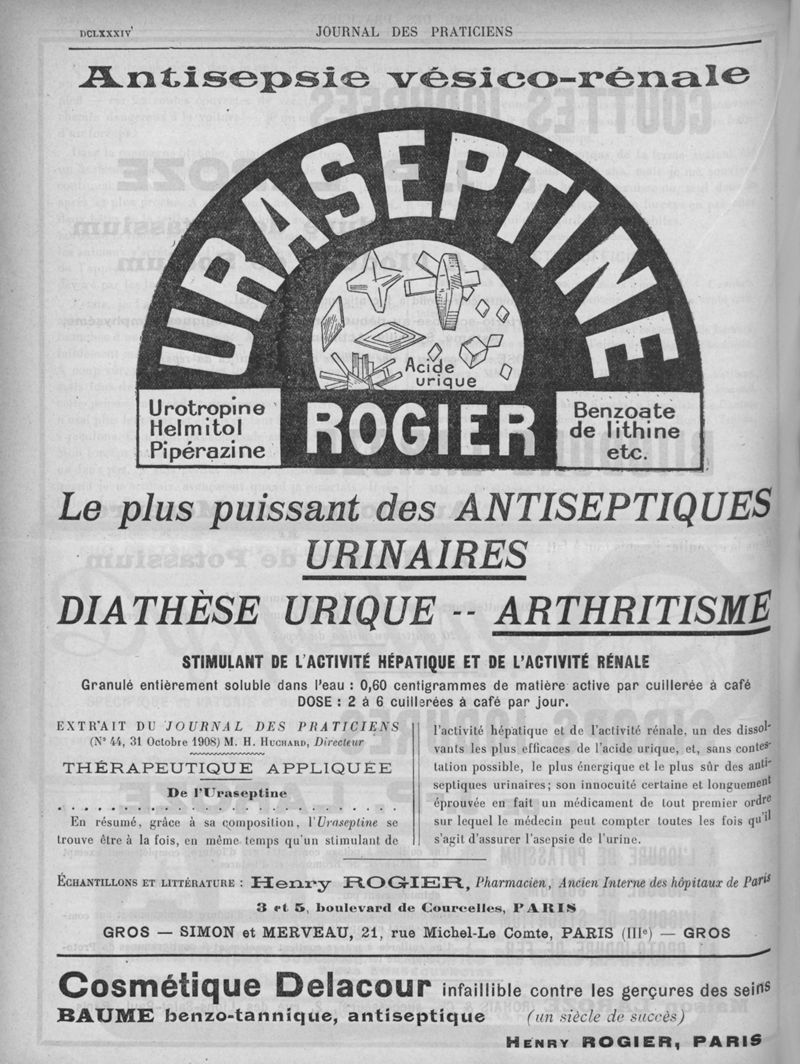 DCLXXXIV
JOURNAL DES PRATICIENS
Antisepsie vésico-rénale
URASEPTINE
Acide
urique
Urotropine
Helmitol
Pipérazine
ROGIER
Benzoate
de lithine
etc.
Le plus puissant des ANTISEPTIQUES
URINAIRES
DIATHÈSE URIQUE -- ARTHRITISME
STIMULANT DE L'ACTIVITÉ HÉPATIQUE ET DE L'ACTIVITÉ RÉNALE
Granulé entièrement soluble dans l'eau : 0,60 centigrammes de matière active par cuillerée à café
DOSE : 2 à 6 cuillerées à café par jour.
EXTRAIT DU JOURNAL DES PRATICIENS
(N° 44, 31 Octobre 1908) M. H. HUCHARD, Directeur
THÉRAPEUTIQUE APPLIQUÉE
De l'Uraseptine
En résumé, grâce à sa composition, l'Uraseptine se
trouve être à la fois, en même temps qu'un stimulant de
l'activité hépatique et de l'activité rénale, un des dissol-
vants les plus efficaces de l'acide urique, et, sans contes-
tation possible, le plus énergique et le plus sûr des anti-
septiques urinaires; son innocuité certaine et longuement
éprouvée en fait un médicament de tout premier ordre
sur lequel le médecin peut compter toutes les fois qu'il
s'agit d'assurer l'asepsie de l'urine.
ÉCHANTILLONS ET LITTÉRATURE : Henry ROGIER, Pharmacien, Ancien Interne des hôpitaux de Paris
3 et 5, boulevard de Courcelles, PARIS
GROS — SIMON et MERVEAU, 21, rue Michel-Le Comte, PARIS (IIIe) — GROS
Cosmétique Delacour infaillible contre les gerçures des seins
BAUME benzo-tannique, antiseptique (un siècle de succès)
HENRY ROGIER, PARIS